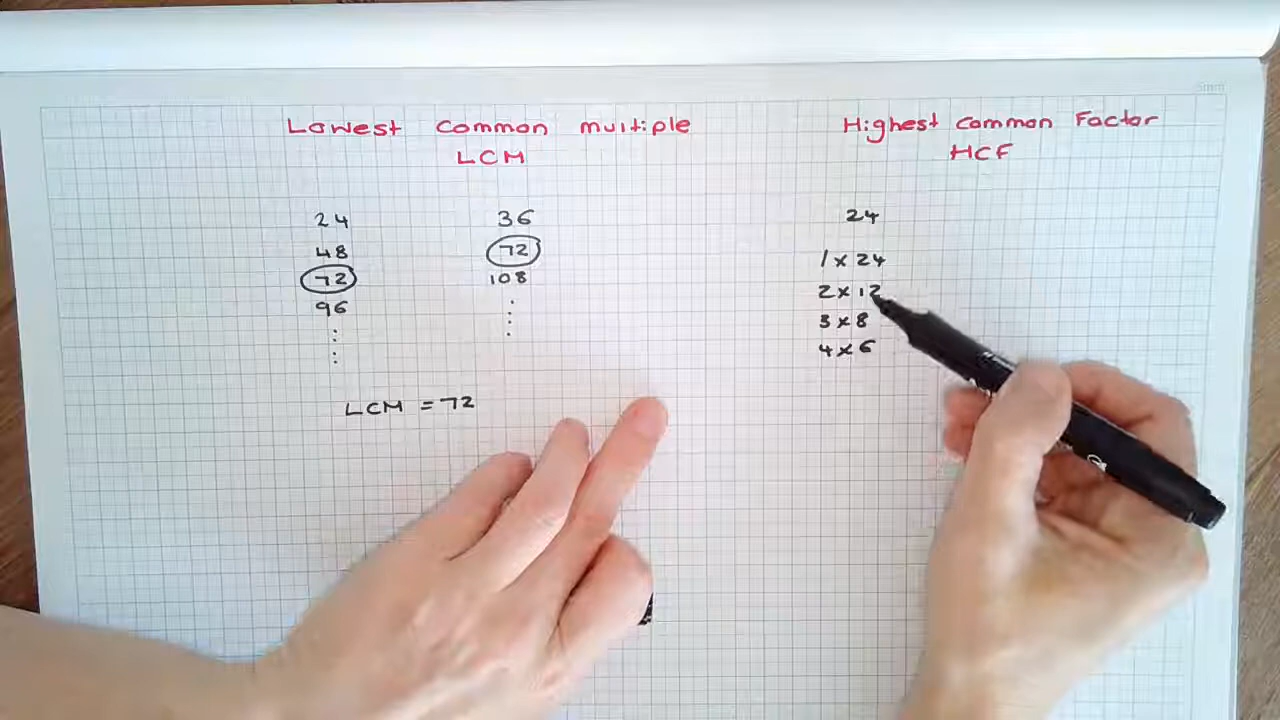 5mm
Lowest common multiple
LCM
24
48
72
96
36
72
108
LCM = 72
Highest common Factor
HCF
24
1 x 24
2 x 12
3 x 8
4 x 6